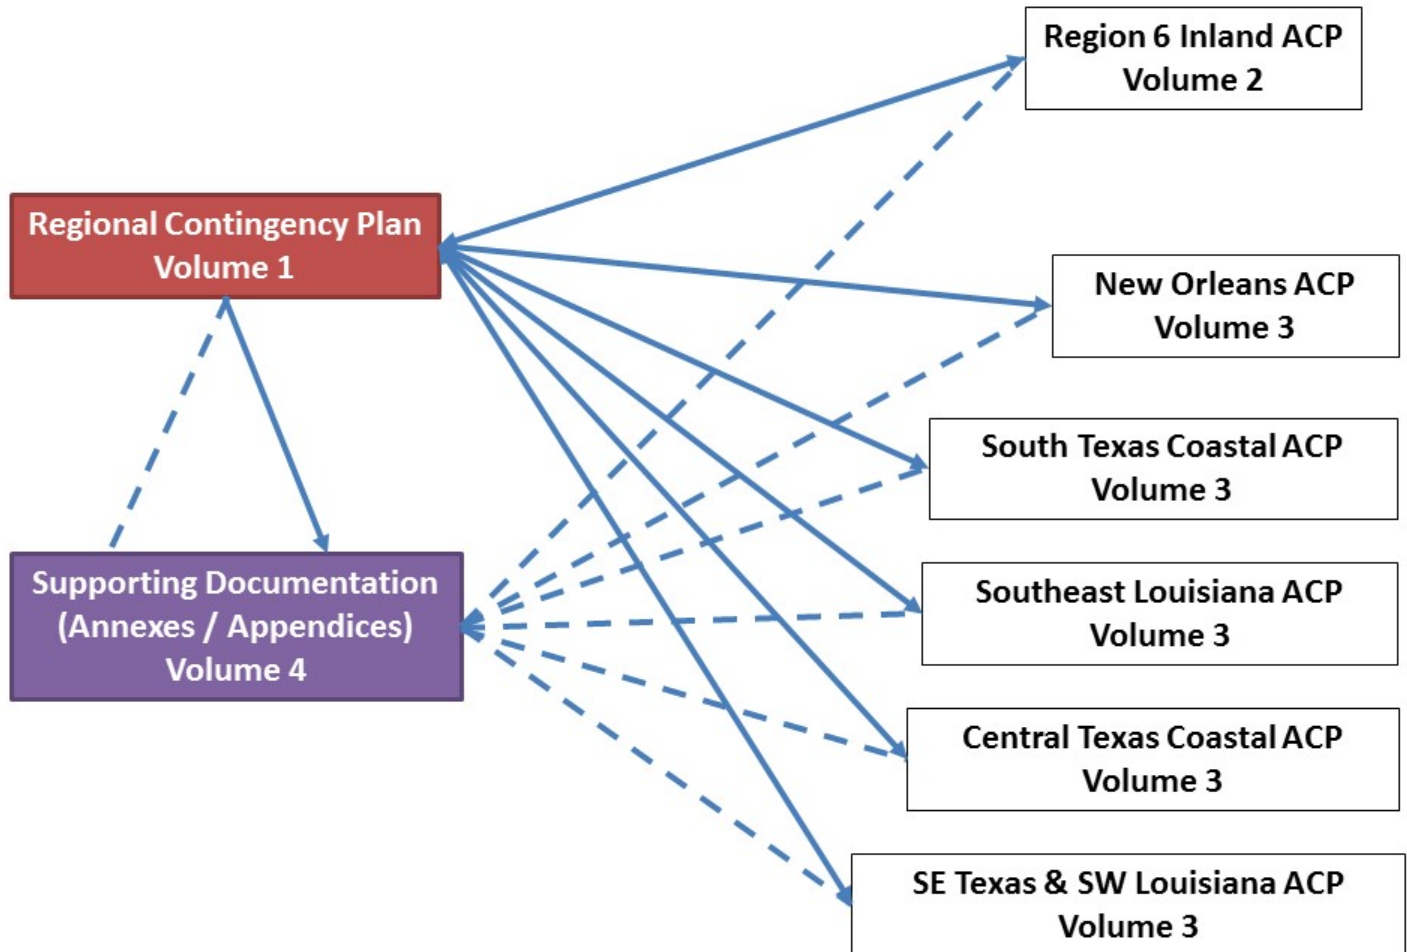 Region 6 Inland ACP
Volume 2
Regional Contingency Plan
Volume 1
New Orleans ACP
Volume 3
South Texas Coastal ACP
Volume 3
Supporting Documentation
(Annexes / Appendices)
Volume 4
Southeast Louisiana ACP
Volume 3
Central Texas Coastal ACP
Volume 3
SE Texas & SW Louisiana ACP
Volume 3